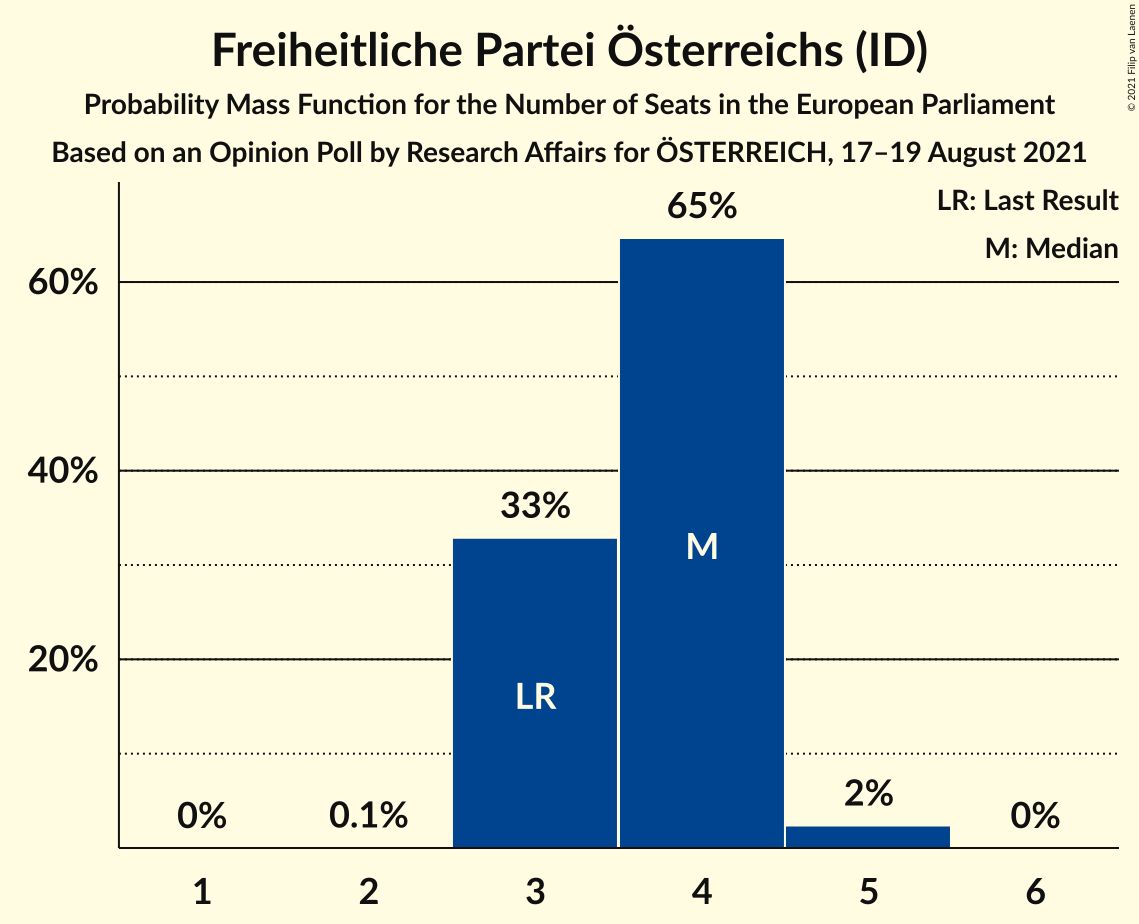 Freiheitliche Partei Österreichs (ID)
Probability Mass Function for the Number of Seats in the European Parliament
Based on an Opinion Poll by Research Affairs for ÖSTERREICH, 17–19 August 2021
© 2021 Filip van Laenen
LR: Last Result
M: Median
65%
60%
40%
33%
M
20%
LR
0%
0.1%
2%
0%
1 2 3 4 5 6